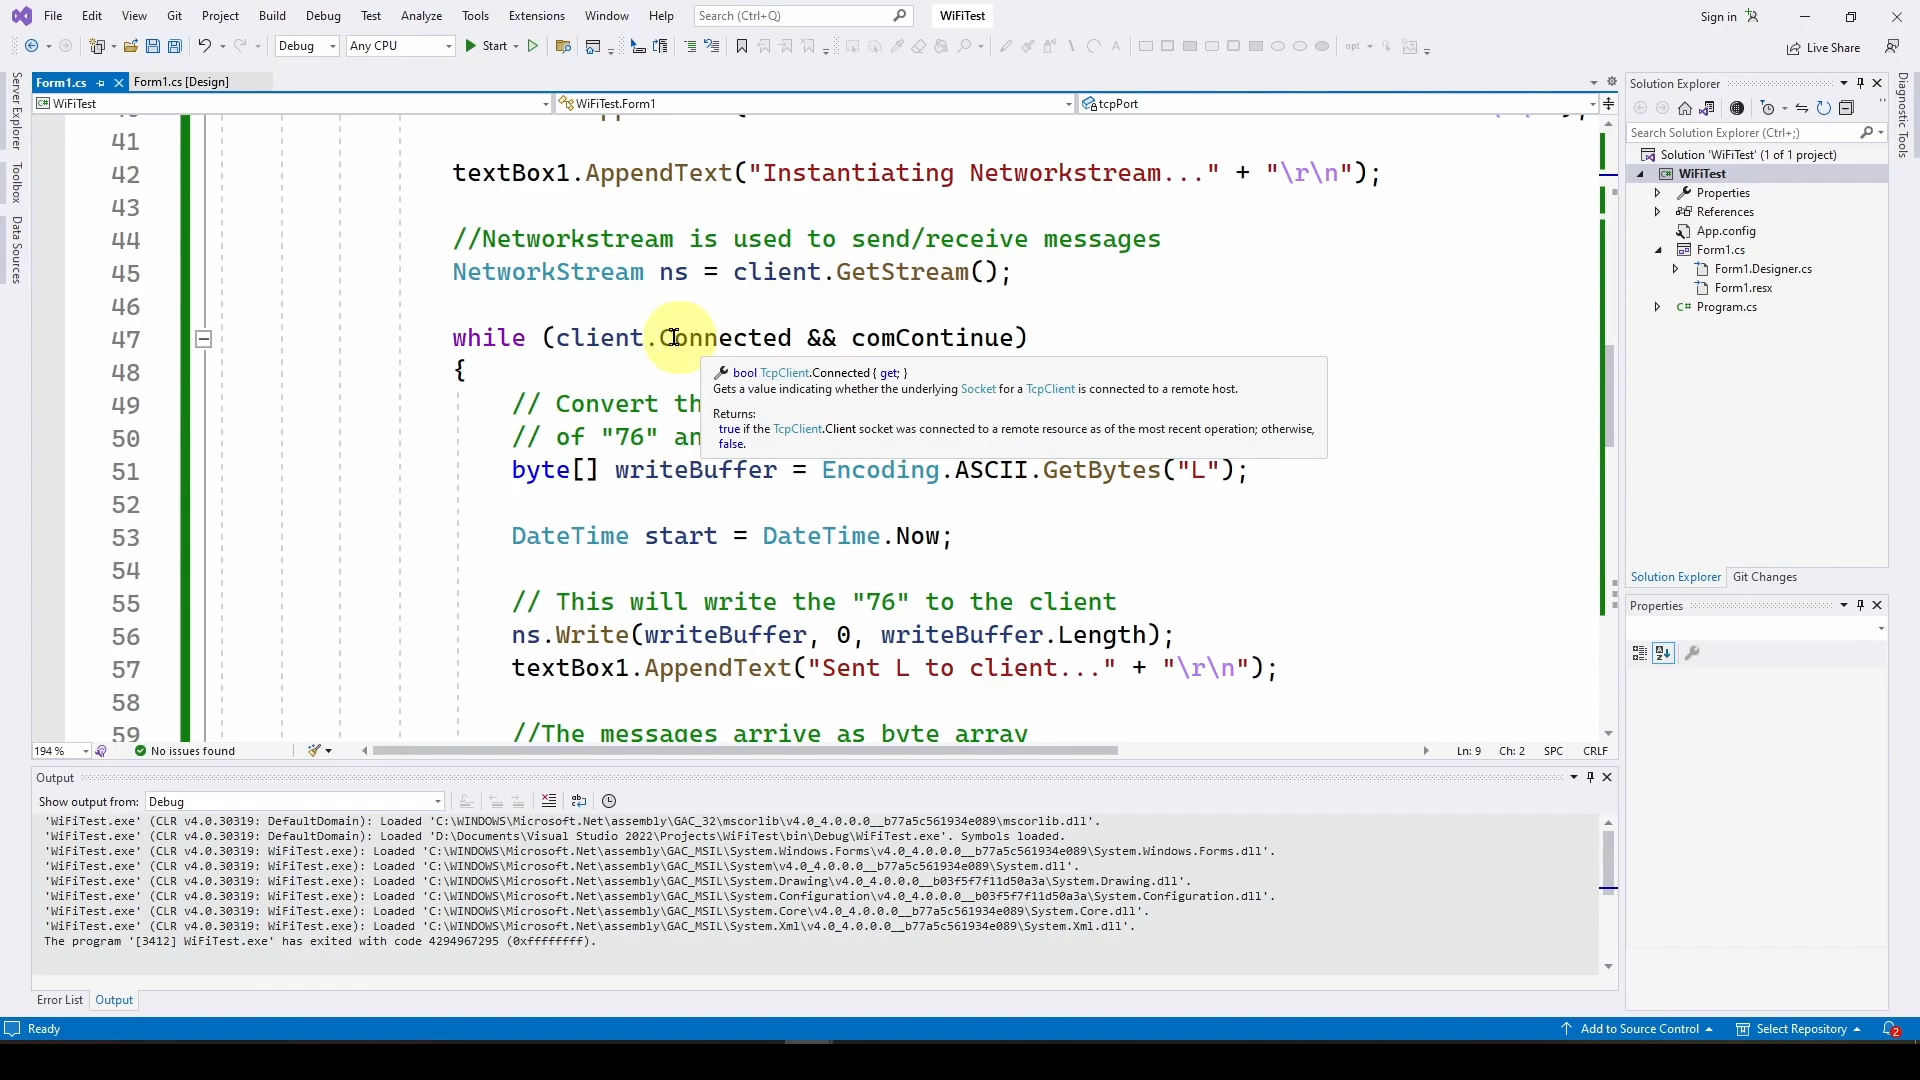 File Edit View Git Project Build Debug Test Analyze Tools Extensions Window Help Search (Ctrl+Q) WiFiTest Sign in
Debug Any CPU Start opt Live Share
Server Explorer
Toolbox
Data Sources
Form1.cs Form1.cs [Design]
WiFiTest WiFiTest.Form1 tcpPort
41
42 textBox1.AppendText("Instantiating Networkstream..." + "\r\n");
43
44 //Networkstream is used to send/receive messages
45 NetworkStream ns = client.GetStream();
46
47 while (client.Connected && comContinue)
48 {
49 // Convert th
50 // of "76" an
51 byte[] writeBuffer = Encoding.ASCII.GetBytes("L");
52
53 DateTime start = DateTime.Now;
54
55 // This will write the "76" to the client
56 ns.Write(writeBuffer, 0, writeBuffer.Length);
57 textBox1.AppendText("Sent L to client..." + "\r\n");
58
59 //The messages arrive as byte array
bool TcpClient.Connected { get; }
Gets a value indicating whether the underlying Socket for a TcpClient is connected to a remote host.
Returns:
true if the TcpClient.Client socket was connected to a remote resource as of the most recent operation; otherwise,
false.
194 % No issues found Ln: 9 Ch: 2 SPC CRLF
Output
Show output from: Debug
'WiFiTest.exe' (CLR v4.0.30319: DefaultDomain): Loaded 'C:\WINDOWS\Microsoft.Net\assembly\GAC_32\mscorlib\v4.0_4.0.0.0__b77a5c561934e089\mscorlib.dll'.
'WiFiTest.exe' (CLR v4.0.30319: DefaultDomain): Loaded 'D:\Documents\Visual Studio 2022\Projects\WiFiTest\bin\Debug\WiFiTest.exe'. Symbols loaded.
'WiFiTest.exe' (CLR v4.0.30319: WiFiTest.exe): Loaded 'C:\WINDOWS\Microsoft.Net\assembly\GAC_MSIL\System.Windows.Forms\v4.0_4.0.0.0__b77a5c561934e089\System.Windows.Forms.dll'.
'WiFiTest.exe' (CLR v4.0.30319: WiFiTest.exe): Loaded 'C:\WINDOWS\Microsoft.Net\assembly\GAC_MSIL\System\v4.0_4.0.0.0__b77a5c561934e089\System.dll'.
'WiFiTest.exe' (CLR v4.0.30319: WiFiTest.exe): Loaded 'C:\WINDOWS\Microsoft.Net\assembly\GAC_MSIL\System.Drawing\v4.0_4.0.0.0__b03f5f7f11d50a3a\System.Drawing.dll'.
'WiFiTest.exe' (CLR v4.0.30319: WiFiTest.exe): Loaded 'C:\WINDOWS\Microsoft.Net\assembly\GAC_MSIL\System.Configuration\v4.0_4.0.0.0__b03f5f7f11d50a3a\System.Configuration.dll'.
'WiFiTest.exe' (CLR v4.0.30319: WiFiTest.exe): Loaded 'C:\WINDOWS\Microsoft.Net\assembly\GAC_MSIL\System.Core\v4.0_4.0.0.0__b77a5c561934e089\System.Core.dll'.
'WiFiTest.exe' (CLR v4.0.30319: WiFiTest.exe): Loaded 'C:\WINDOWS\Microsoft.Net\assembly\GAC_MSIL\System.Xml\v4.0_4.0.0.0__b77a5c561934e089\System.Xml.dll'.
The program '[3412] WiFiTest.exe' has exited with code 4294967295 (0xffffffff).
Error List Output
Solution Explorer
Search Solution Explorer (Ctrl+;)
Solution 'WiFiTest' (1 of 1 project)
WiFiTest
Properties
References
App.config
Form1.cs
Form1.Designer.cs
Form1.resx
Program.cs
Solution Explorer Git Changes
Properties
Diagnostic Tools
Ready Add to Source Control Select Repository 2